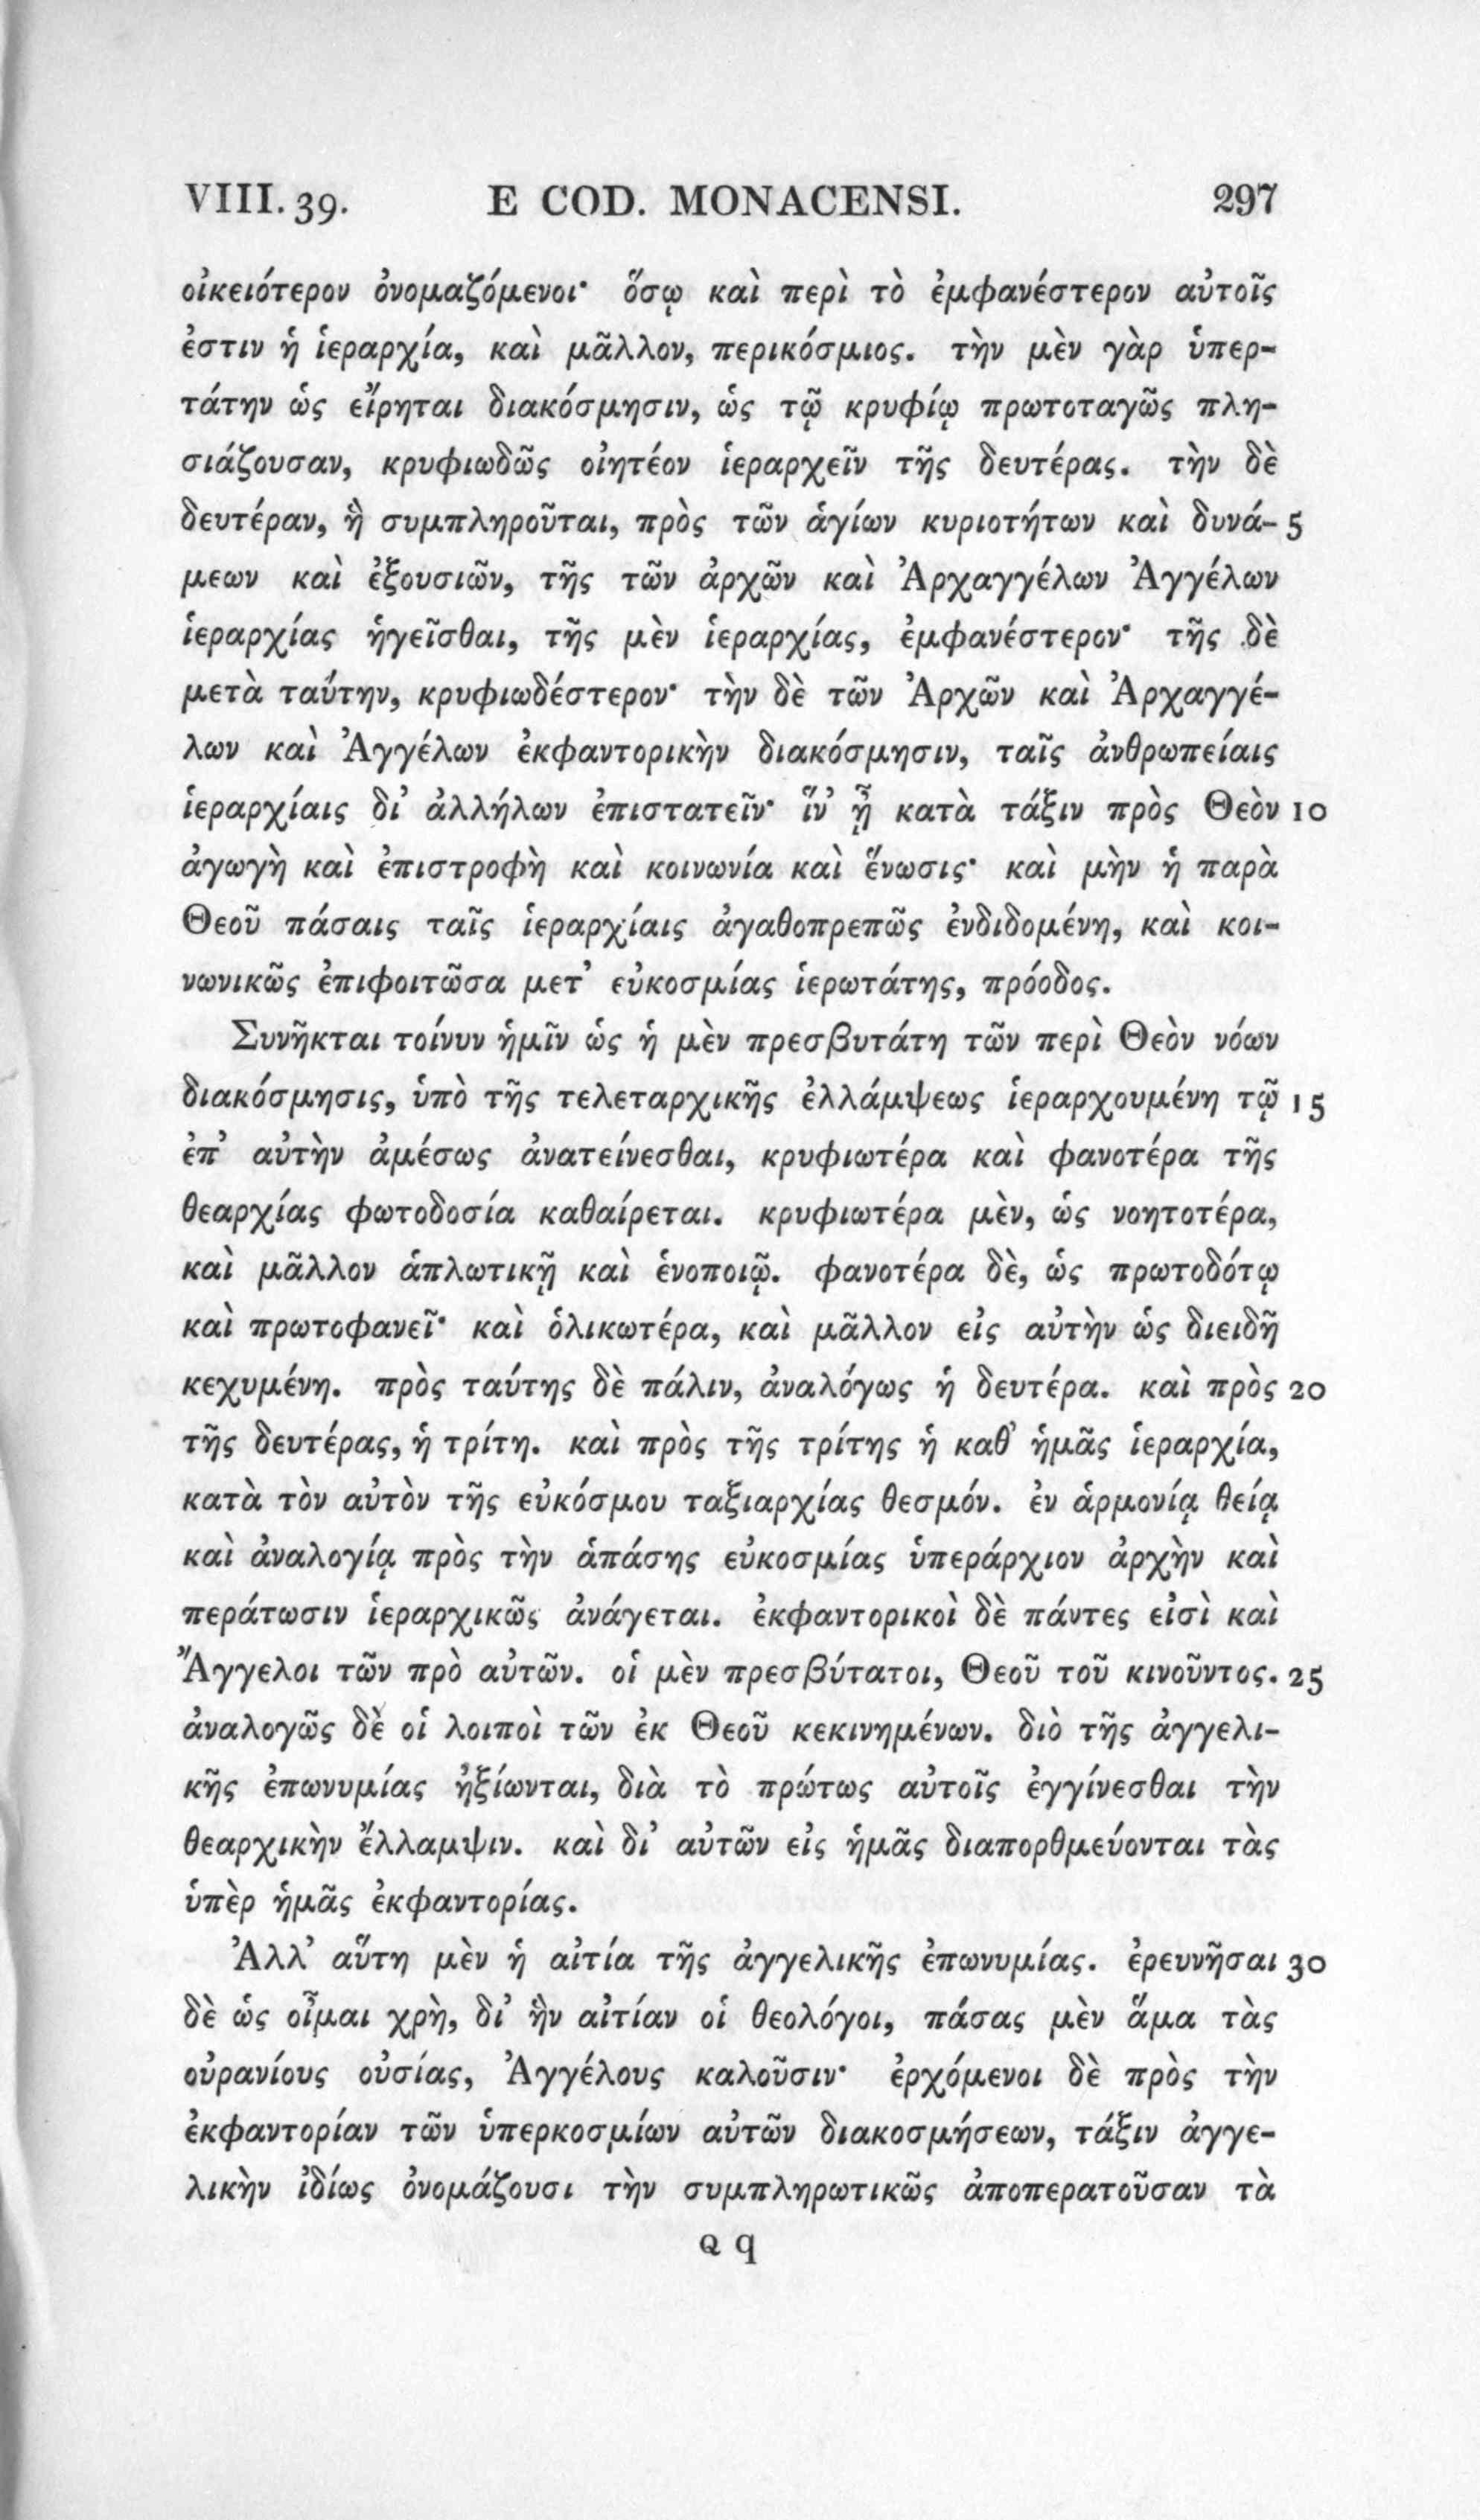 VIII. 39. E COD. MONACENSI. 297
οἰκειότερον ὀνομαζόμενοι· ὅσῳ καὶ περὶ τὸ ἐμφανέστερον αὐτοῖς
ἐστιν ἡ ἱεραρχία, καὶ μᾶλλον, περικόσμιος. τὴν μὲν γὰρ ὑπερ-
τάτην ὡς εἴρηται διακόσμησιν, ὡς τῷ κρυφίῳ πρωτοταγῶς πλη-
σιάζουσαν, κρυφιωδῶς οἰητέον ἱεραρχεῖν τῆς δευτέρας. τὴν δὲ
δευτέραν, ἣ συμπληροῦται, πρὸς τῶν ἁγίων κυριοτήτων καὶ δυνά- 5
μεων καὶ ἐξουσιῶν, τῆς τῶν ἀρχῶν καὶ Ἀρχαγγέλων Ἀγγέλων
ἱεραρχίας ἡγεῖσθαι, τῆς μὲν ἱεραρχίας, ἐμφανέστερον· τῆς δὲ
μετὰ ταύτην, κρυφιωδέστερον· τὴν δὲ τῶν Ἀρχῶν καὶ Ἀρχαγγέ-
λων καὶ Ἀγγέλων ἐκφαντορικὴν διακόσμησιν, ταῖς ἀνθρωπείαις
ἱεραρχίαις δι’ ἀλλήλων ἐπιστατεῖν· ἵν’ ᾖ κατὰ τάξιν πρὸς Θεὸν 10
ἀγωγὴ καὶ ἐπιστροφὴ καὶ κοινωνία καὶ ἕνωσις· καὶ μὴν ἡ παρὰ
Θεοῦ πάσαις ταῖς ἱεραρχίαις ἀγαθοπρεπῶς ἐνδιδομένη, καὶ κοι-
νωνικῶς ἐπιφοιτῶσα μετ’ εὐκοσμίας ἱερωτάτης, πρόοδος.
Συνῆκται τοίνυν ἡμῖν ὡς ἡ μὲν πρεσβυτάτη τῶν περὶ Θεὸν νόων
διακόσμησις, ὑπὸ τῆς τελεταρχικῆς ἐλλάμψεως ἱεραρχουμένη τῷ 15
ἐπ’ αὐτὴν ἀμέσως ἀνατείνεσθαι, κρυφιωτέρα καὶ φανοτέρα τῆς
θεαρχίας φωτοδοσία καθαίρεται. κρυφιωτέρα μὲν, ὡς νοητοτέρα,
καὶ μᾶλλον ἁπλωτικῇ καὶ ἑνοποιῷ. φανοτέρα δὲ, ὡς πρωτοδότῳ
καὶ πρωτοφανεῖ· καὶ ὁλικωτέρα, καὶ μᾶλλον εἰς αὐτὴν ὡς διειδῆ
κεχυμένη. πρὸς ταύτης δὲ πάλιν, ἀναλόγως ἡ δευτέρα. καὶ πρὸς 20
τῆς δευτέρας, ἡ τρίτη. καὶ πρὸς τῆς τρίτης ἡ καθ’ ἡμᾶς ἱεραρχία,
κατὰ τὸν αὐτὸν τῆς εὐκόσμου ταξιαρχίας θεσμόν. ἐν ἁρμονίᾳ θείᾳ
καὶ ἀναλογίᾳ πρὸς τὴν ἁπάσης εὐκοσμίας ὑπεράρχιον ἀρχὴν καὶ
περάτωσιν ἱεραρχικῶς ἀνάγεται. ἐκφαντορικοὶ δὲ πάντες εἰσὶ καὶ
Ἄγγελοι τῶν πρὸ αὐτῶν. οἱ μὲν πρεσβύτατοι, Θεοῦ τοῦ κινοῦντος. 25
ἀναλογῶς δὲ οἱ λοιποὶ τῶν ἐκ Θεοῦ κεκινημένων. διὸ τῆς ἀγγελι-
κῆς ἐπωνυμίας ἠξίωνται, διὰ τὸ πρώτως αὐτοῖς ἐγγίνεσθαι τὴν
θεαρχικὴν ἔλλαμψιν. καὶ δι’ αὐτῶν εἰς ἡμᾶς διαπορθμεύονται τὰς
ὑπὲρ ἡμᾶς ἐκφαντορίας.
Ἀλλ’ αὕτη μὲν ἡ αἰτία τῆς ἀγγελικῆς ἐπωνυμίας. ἐρευνῆσαι 30
δὲ ὡς οἶμαι χρὴ, δι’ ἣν αἰτίαν οἱ θεολόγοι, πάσας μὲν ἅμα τὰς
οὐρανίους οὐσίας, Ἀγγέλους καλοῦσιν· ἐρχόμενοι δὲ πρὸς τὴν
ἐκφαντορίαν τῶν ὑπερκοσμίων αὐτῶν διακοσμήσεων, τάξιν ἀγγε-
λικὴν ἰδίως ὀνομάζουσι τὴν συμπληρωτικῶς ἀποπερατοῦσαν τὰ
Q q